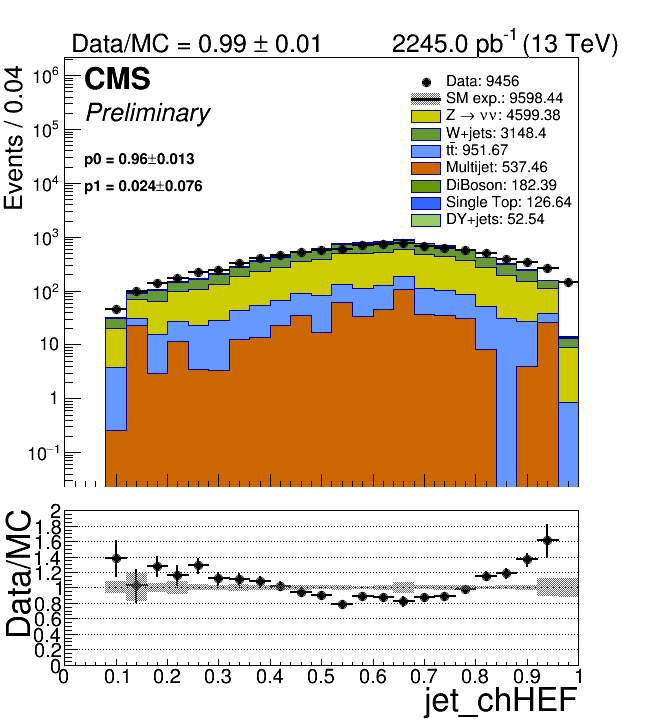 Data/MC = 0.99 ± 0.01 2245.0 pb⁻¹ (13 TeV)
Events / 0.04
CMS
Preliminary
p0 = 0.96±0.013
p1 = 0.024±0.076
Data: 9456
SM exp.: 9598.44
Z → νν: 4599.38
W+jets: 3148.4
tt̄: 951.67
Multijet: 537.46
DiBoson: 182.39
Single Top: 126.64
DY+jets: 52.54
10⁶
10⁵
10⁴
10³
10²
10
1
10⁻¹
Data/MC
2
1.8
1.6
1.4
1.2
1
0.8
0.6
0.4
0.2
0
0 0.1 0.2 0.3 0.4 0.5 0.6 0.7 0.8 0.9 1
jet_chHEF